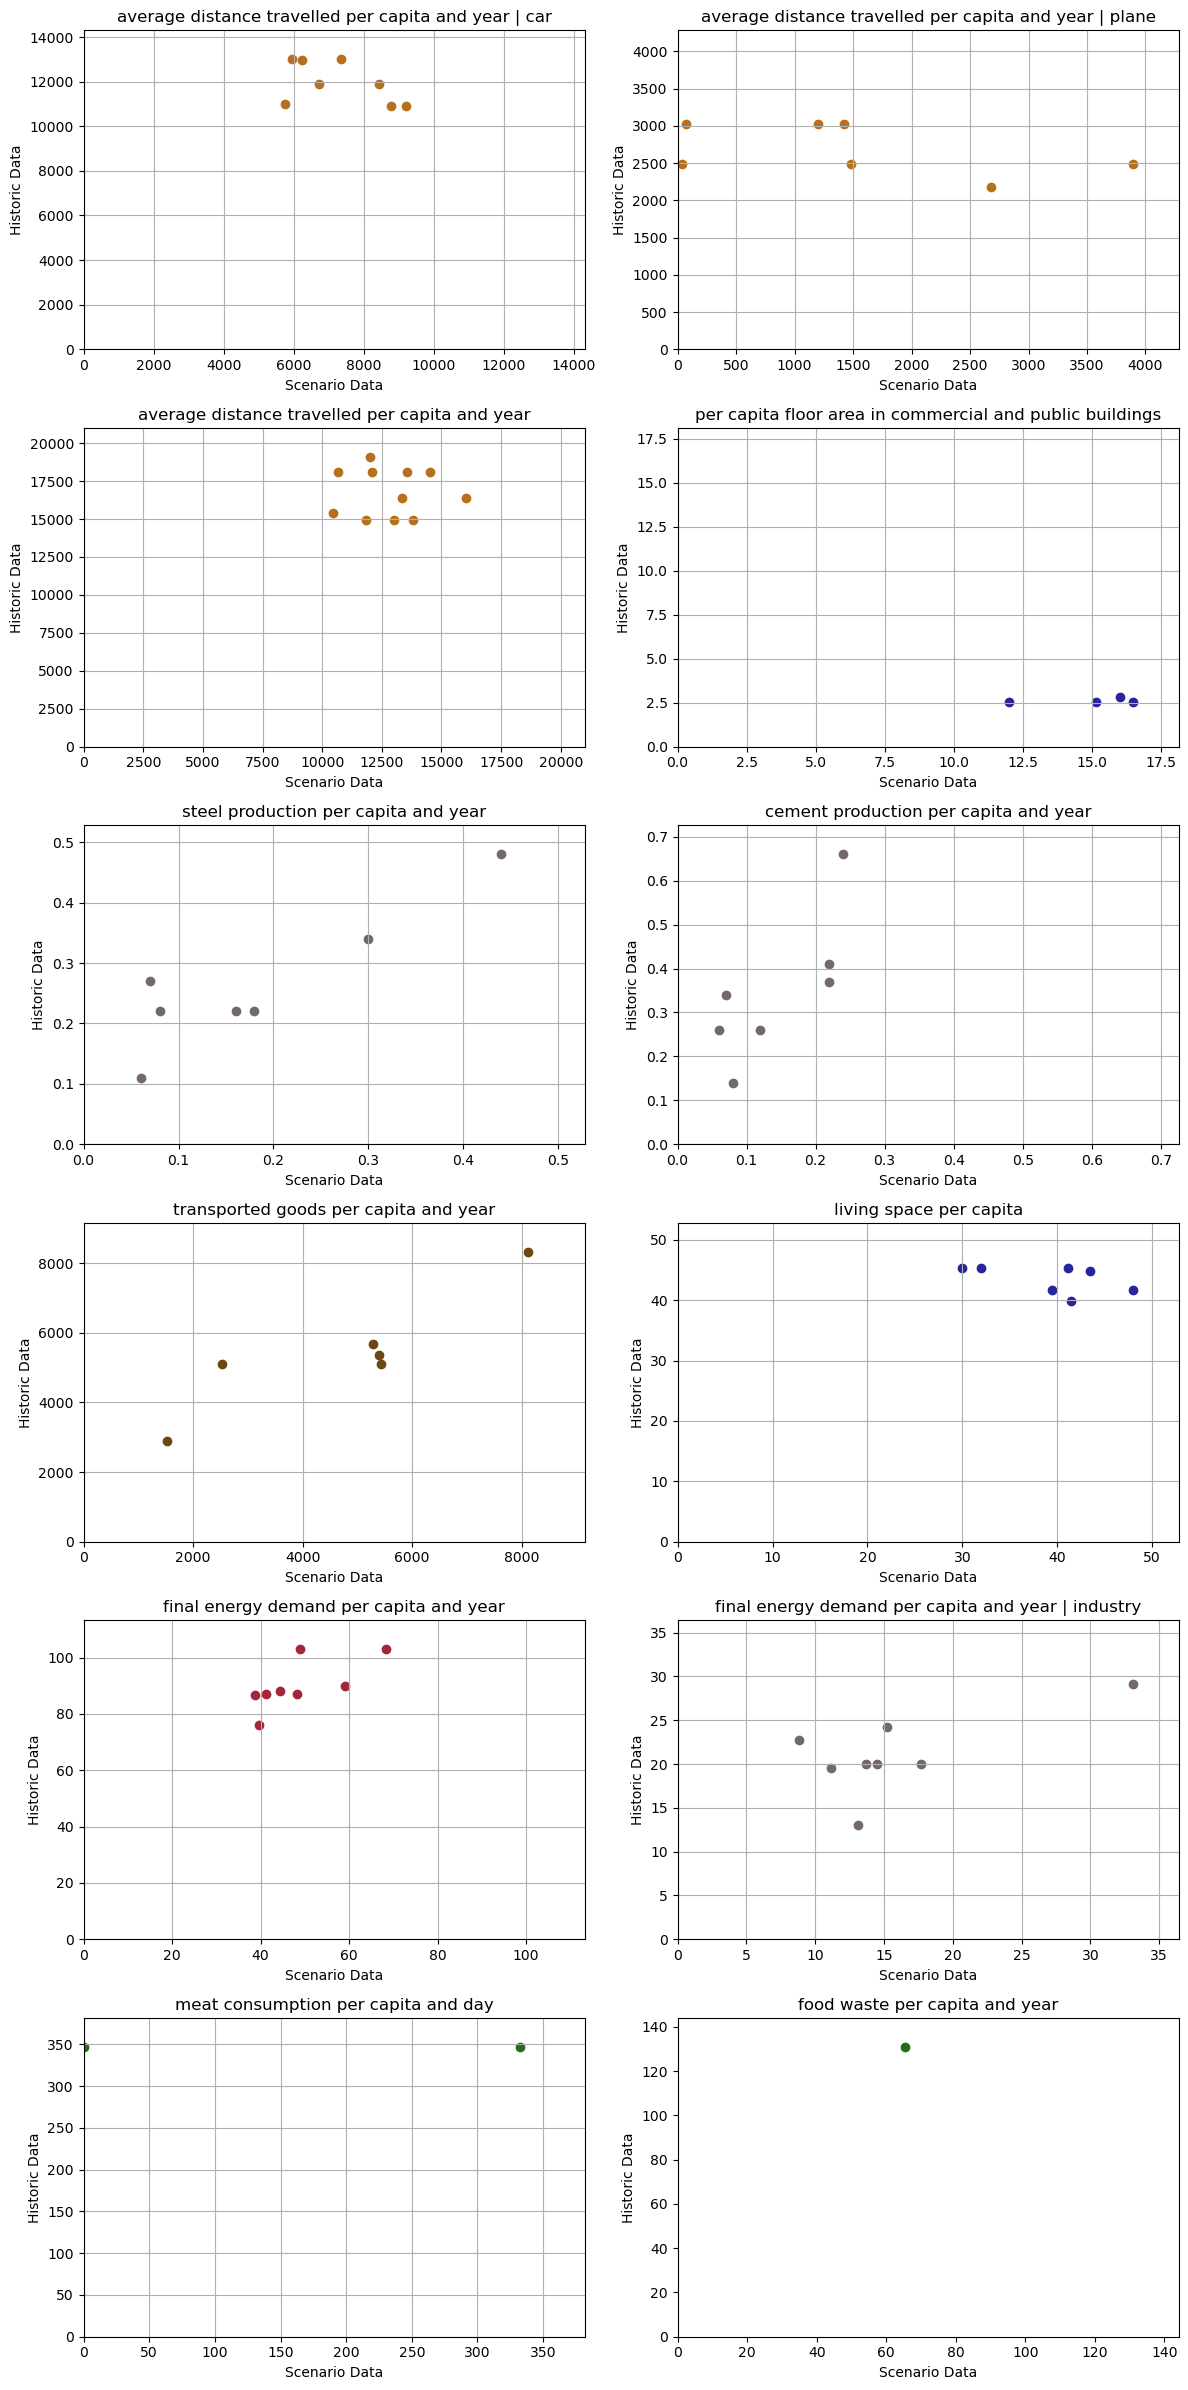 average distance travelled per capita and year | car
14000
12000
10000
8000
6000
4000
2000
0
Historic Data
0 2000 4000 6000 8000 10000 12000 14000
Scenario Data
average distance travelled per capita and year | plane
4000
3500
3000
2500
2000
1500
1000
500
0
Historic Data
0 500 1000 1500 2000 2500 3000 3500 4000
Scenario Data
average distance travelled per capita and year
20000
17500
15000
12500
10000
7500
5000
2500
0
Historic Data
0 2500 5000 7500 10000 12500 15000 17500 20000
Scenario Data
per capita floor area in commercial and public buildings
17.5
15.0
12.5
10.0
7.5
5.0
2.5
0.0
Historic Data
0.0 2.5 5.0 7.5 10.0 12.5 15.0 17.5
Scenario Data
steel production per capita and year
0.5
0.4
0.3
0.2
0.1
0.0
Historic Data
0.0 0.1 0.2 0.3 0.4 0.5
Scenario Data
cement production per capita and year
0.7
0.6
0.5
0.4
0.3
0.2
0.1
0.0
Historic Data
0.0 0.1 0.2 0.3 0.4 0.5 0.6 0.7
Scenario Data
transported goods per capita and year
8000
6000
4000
2000
0
Historic Data
0 2000 4000 6000 8000
Scenario Data
living space per capita
50
40
30
20
10
0
Historic Data
0 10 20 30 40 50
Scenario Data
final energy demand per capita and year
100
80
60
40
20
0
Historic Data
0 20 40 60 80 100
Scenario Data
final energy demand per capita and year | industry
35
30
25
20
15
10
5
0
Historic Data
0 5 10 15 20 25 30 35
Scenario Data
meat consumption per capita and day
350
300
250
200
150
100
50
0
Historic Data
0 50 100 150 200 250 300 350
Scenario Data
food waste per capita and year
140
120
100
80
60
40
20
0
Historic Data
0 20 40 60 80 100 120 140
Scenario Data